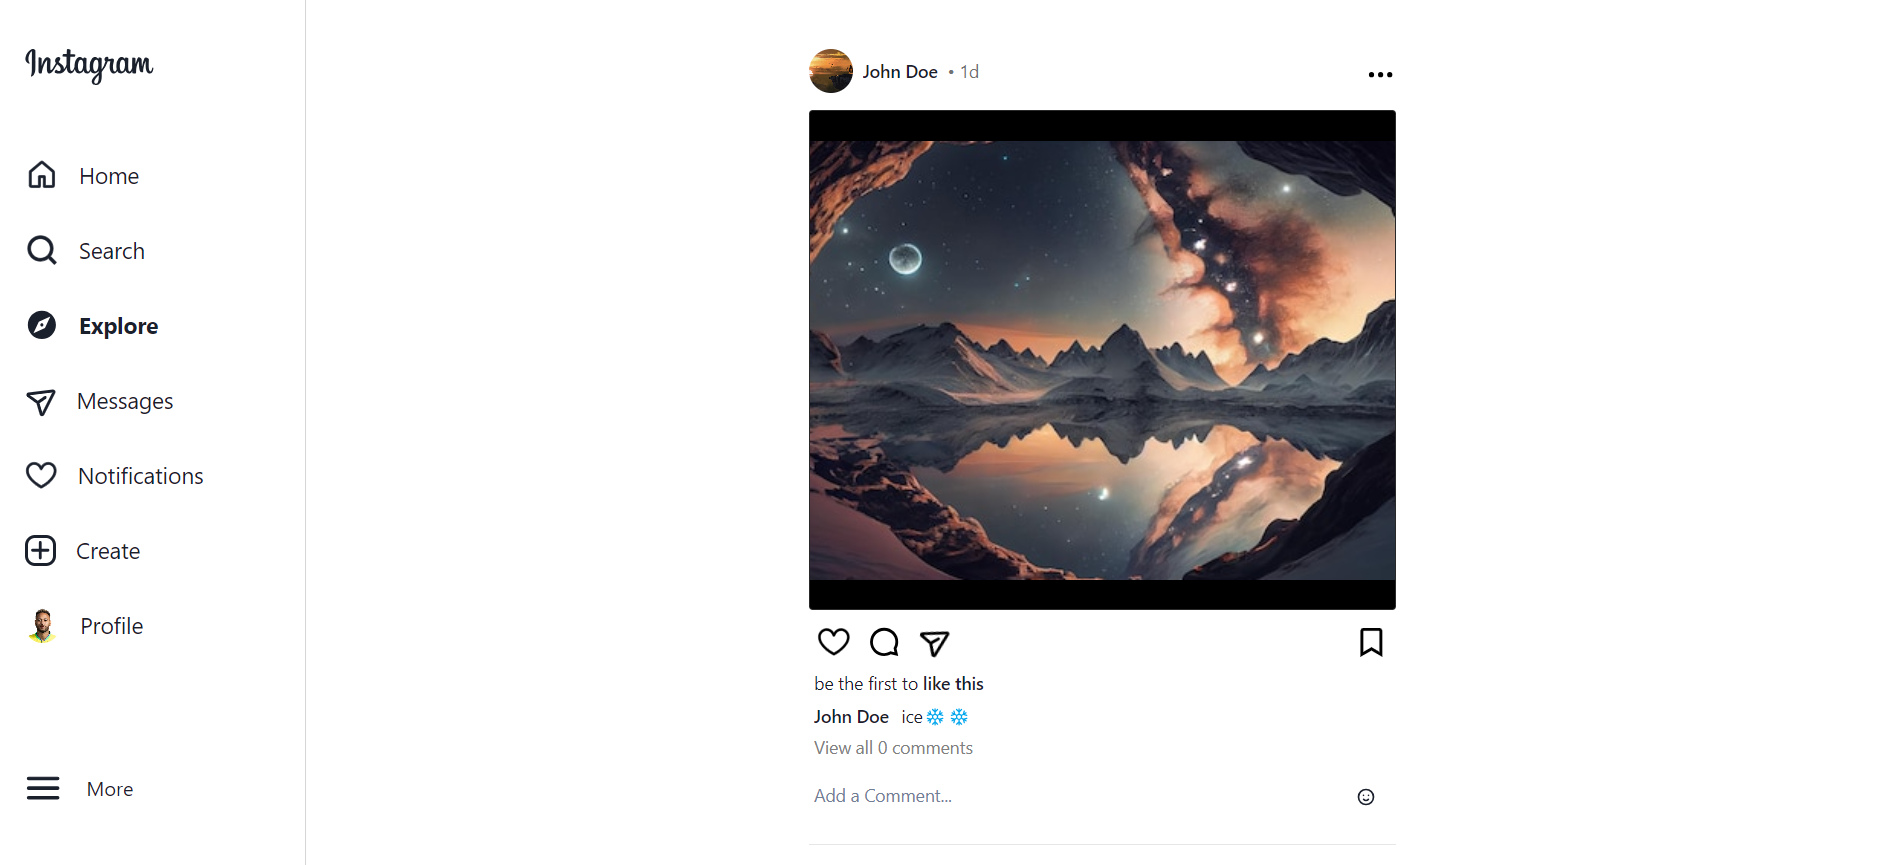 Instagram
Home
Search
Explore
Messages
Notifications
Create
Profile
More
John Doe • 1d
be the first to like this
John Doe ice❄️ ❄️
View all 0 comments
Add a Comment...